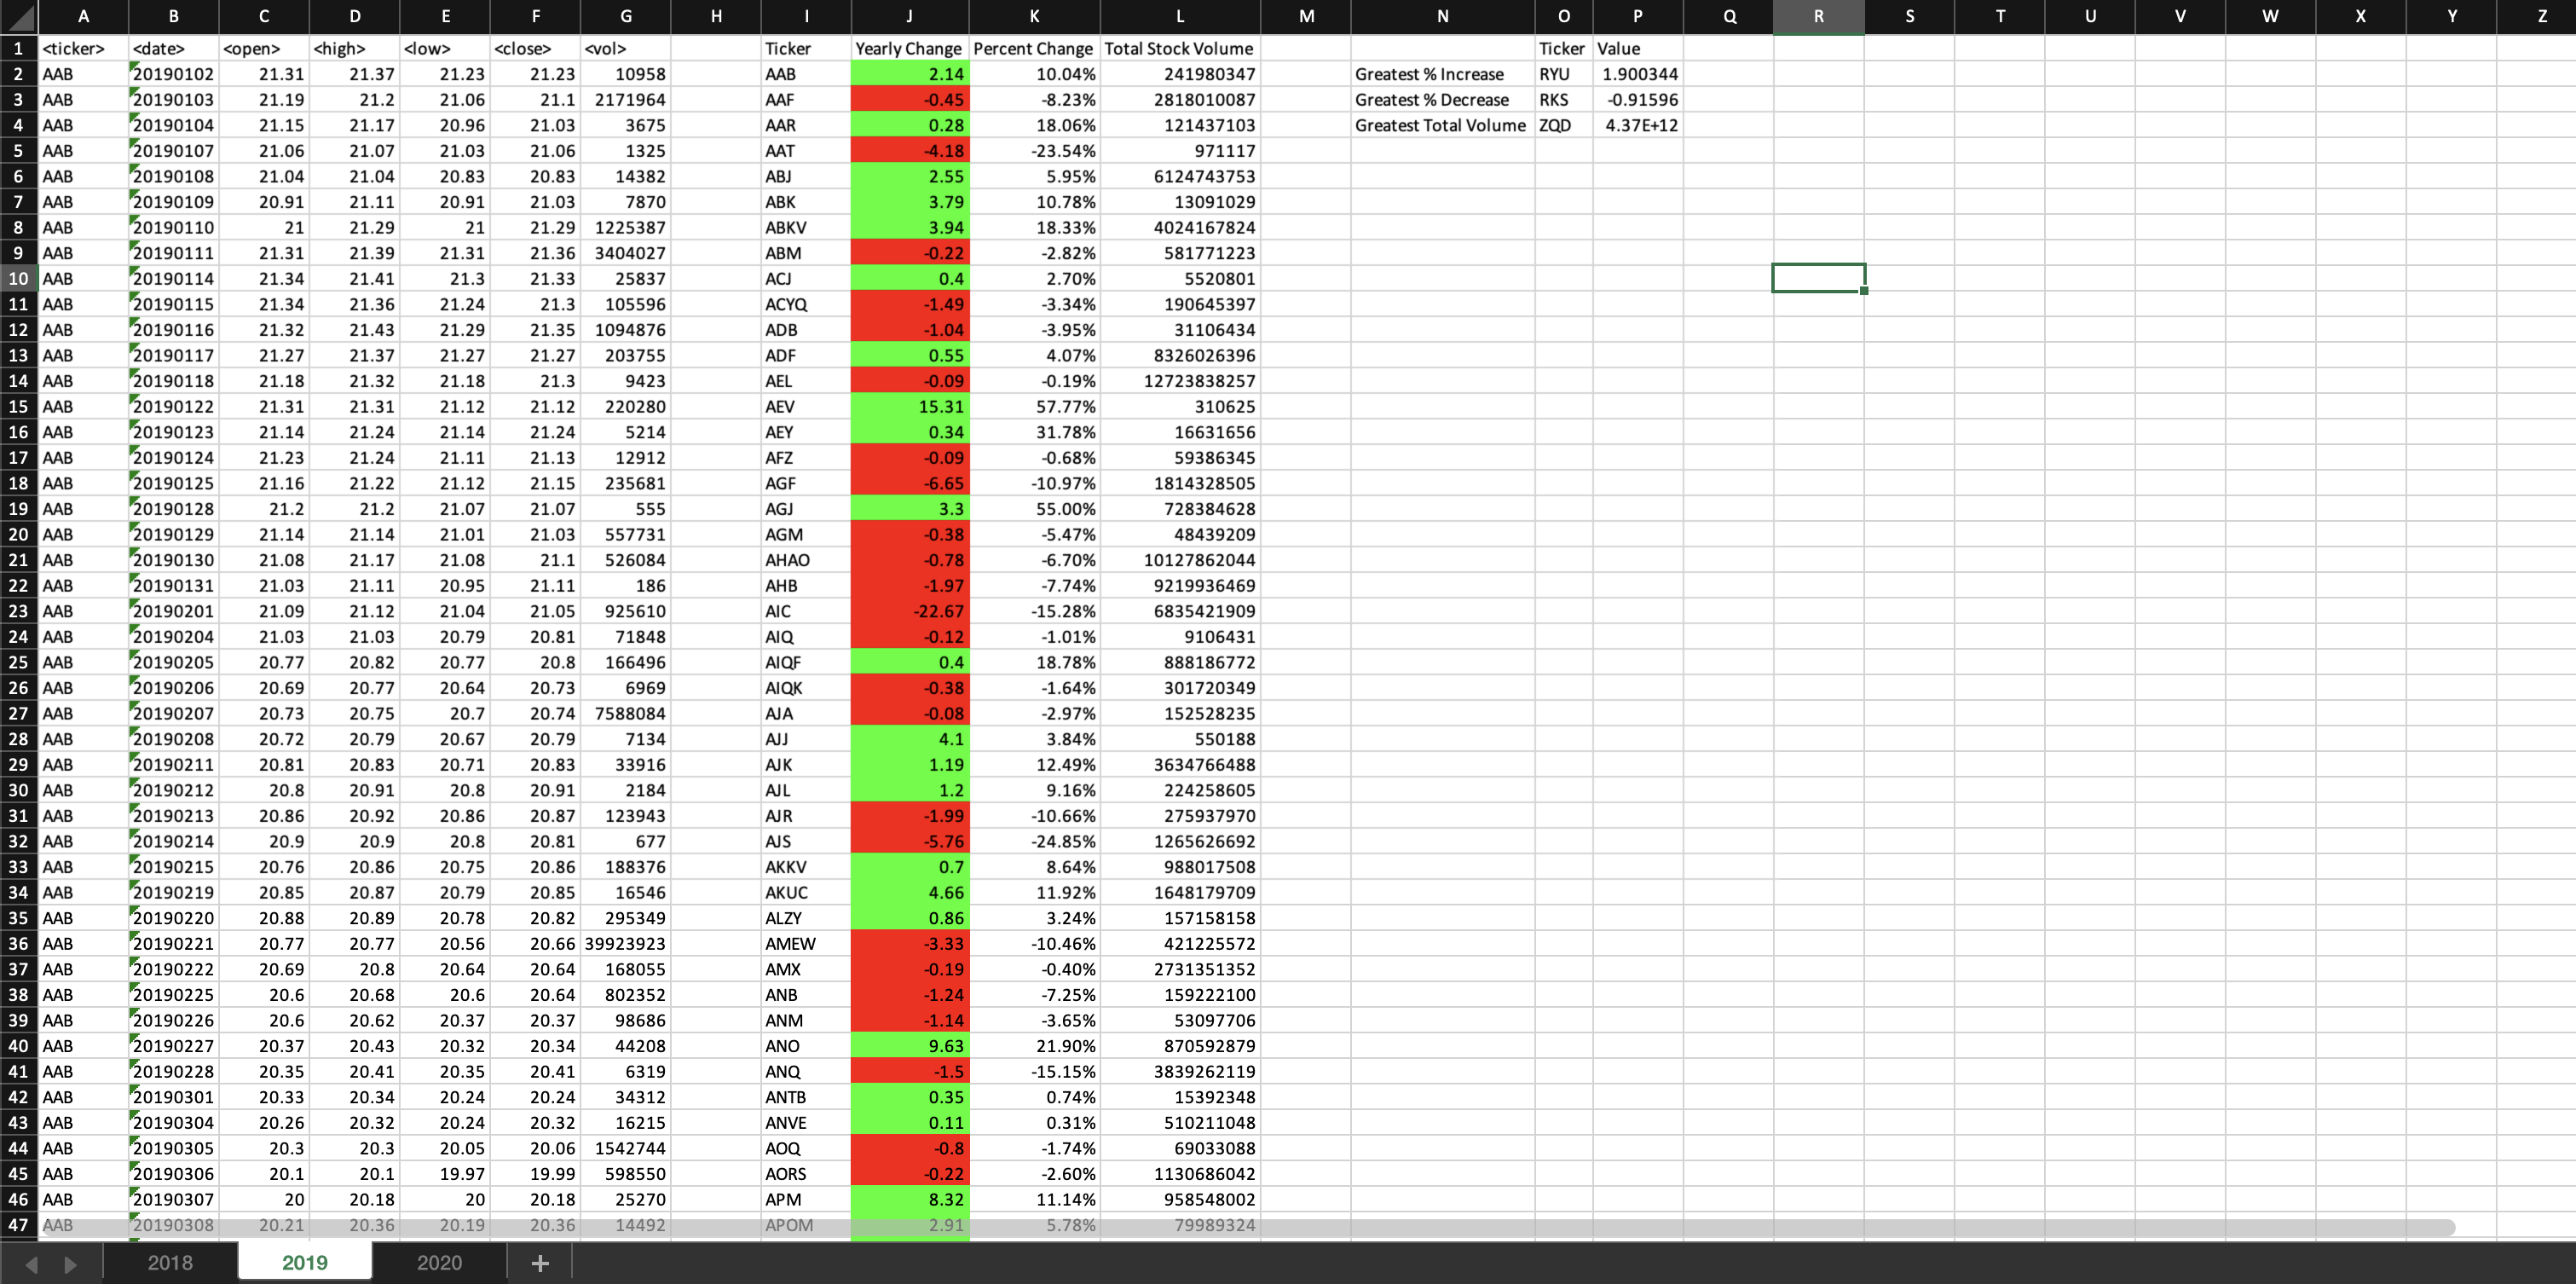 A B C D E F G H I J K L M N O P Q R S T U V W X Y Z
1 <ticker> <date> <open> <high> <low> <close> <vol> Ticker Yearly Change Percent Change Total Stock Volume Ticker Value
2 AAB 20190102 21.31 21.37 21.23 21.23 10958 AAB 2.14 10.04% 241980347 Greatest % Increase RYU 1.900344
3 AAB 20190103 21.19 21.2 21.06 21.1 2171964 AAF -0.45 -8.23% 2818010087 Greatest % Decrease RKS -0.91596
4 AAB 20190104 21.15 21.17 20.96 21.03 3675 AAR 0.28 18.06% 121437103 Greatest Total Volume ZQD 4.37E+12
5 AAB 20190107 21.06 21.07 21.03 21.06 1325 AAT -4.18 -23.54% 971117
6 AAB 20190108 21.04 21.04 20.83 20.83 14382 ABJ 2.55 5.95% 6124743753
7 AAB 20190109 20.91 21.11 20.91 21.03 7870 ABK 3.79 10.78% 13091029
8 AAB 20190110 21 21.29 21 21.29 1225387 ABKV 3.94 18.33% 4024167824
9 AAB 20190111 21.31 21.39 21.31 21.36 3404027 ABM -0.22 -2.82% 581771223
10 AAB 20190114 21.34 21.41 21.3 21.33 25837 ACJ 0.4 2.70% 5520801
11 AAB 20190115 21.34 21.36 21.24 21.3 105596 ACYQ -1.49 -3.34% 190645397
12 AAB 20190116 21.32 21.43 21.29 21.35 1094876 ADB -1.04 -3.95% 31106434
13 AAB 20190117 21.27 21.37 21.27 21.27 203755 ADF 0.55 4.07% 8326026396
14 AAB 20190118 21.18 21.32 21.18 21.3 9423 AEL -0.09 -0.19% 12723838257
15 AAB 20190122 21.31 21.31 21.12 21.12 220280 AEV 15.31 57.77% 310625
16 AAB 20190123 21.14 21.24 21.14 21.24 5214 AEY 0.34 31.78% 16631656
17 AAB 20190124 21.23 21.24 21.11 21.13 12912 AFZ -0.09 -0.68% 59386345
18 AAB 20190125 21.16 21.22 21.12 21.15 235681 AGF -6.65 -10.97% 1814328505
19 AAB 20190128 21.2 21.2 21.07 21.07 555 AGJ 3.3 55.00% 728384628
20 AAB 20190129 21.14 21.14 21.01 21.03 557731 AGM -0.38 -5.47% 48439209
21 AAB 20190130 21.08 21.17 21.08 21.1 526084 AHAO -0.78 -6.70% 10127862044
22 AAB 20190131 21.03 21.11 20.95 21.11 186 AHB -1.97 -7.74% 9219936469
23 AAB 20190201 21.09 21.12 21.04 21.05 925610 AIC -22.67 -15.28% 6835421909
24 AAB 20190204 21.03 21.03 20.79 20.81 71848 AIQ -0.12 -1.01% 9106431
25 AAB 20190205 20.77 20.82 20.77 20.8 166496 AIQF 0.4 18.78% 888186772
26 AAB 20190206 20.69 20.77 20.64 20.73 6969 AIQK -0.38 -1.64% 301720349
27 AAB 20190207 20.73 20.75 20.7 20.74 7588084 AJA -0.08 -2.97% 152528235
28 AAB 20190208 20.72 20.79 20.67 20.79 7134 AJJ 4.1 3.84% 550188
29 AAB 20190211 20.81 20.83 20.71 20.83 33916 AJK 1.19 12.49% 3634766488
30 AAB 20190212 20.8 20.91 20.8 20.91 2184 AJL 1.2 9.16% 224258605
31 AAB 20190213 20.86 20.92 20.86 20.87 123943 AJR -1.99 -10.66% 275937970
32 AAB 20190214 20.9 20.9 20.8 20.81 677 AJS -5.76 -24.85% 1265626692
33 AAB 20190215 20.76 20.86 20.75 20.86 188376 AKKV 0.7 8.64% 988017508
34 AAB 20190219 20.85 20.87 20.79 20.85 16546 AKUC 4.66 11.92% 1648179709
35 AAB 20190220 20.88 20.89 20.78 20.82 295349 ALZY 0.86 3.24% 157158158
36 AAB 20190221 20.77 20.77 20.56 20.66 39923923 AMEW -3.33 -10.46% 421225572
37 AAB 20190222 20.69 20.8 20.64 20.64 168055 AMX -0.19 -0.40% 2731351352
38 AAB 20190225 20.6 20.68 20.6 20.64 802352 ANB -1.24 -7.25% 159222100
39 AAB 20190226 20.6 20.62 20.37 20.37 98686 ANM -1.14 -3.65% 53097706
40 AAB 20190227 20.37 20.43 20.32 20.34 44208 ANO 9.63 21.90% 870592879
41 AAB 20190228 20.35 20.41 20.35 20.41 6319 ANQ -1.5 -15.15% 3839262119
42 AAB 20190301 20.33 20.34 20.24 20.24 34312 ANTB 0.35 0.74% 15392348
43 AAB 20190304 20.26 20.32 20.24 20.32 16215 ANVE 0.11 0.31% 510211048
44 AAB 20190305 20.3 20.3 20.05 20.06 1542744 AOQ -0.8 -1.74% 69033088
45 AAB 20190306 20.1 20.1 19.97 19.99 598550 AORS -0.22 -2.60% 1130686042
46 AAB 20190307 20 20.18 20 20.18 25270 APM 8.32 11.14% 958548002
47 AAB 20190308 20.21 20.36 20.19 20.36 14492 APOM 2.91 5.78% 79989324
2018 2019 2020 +